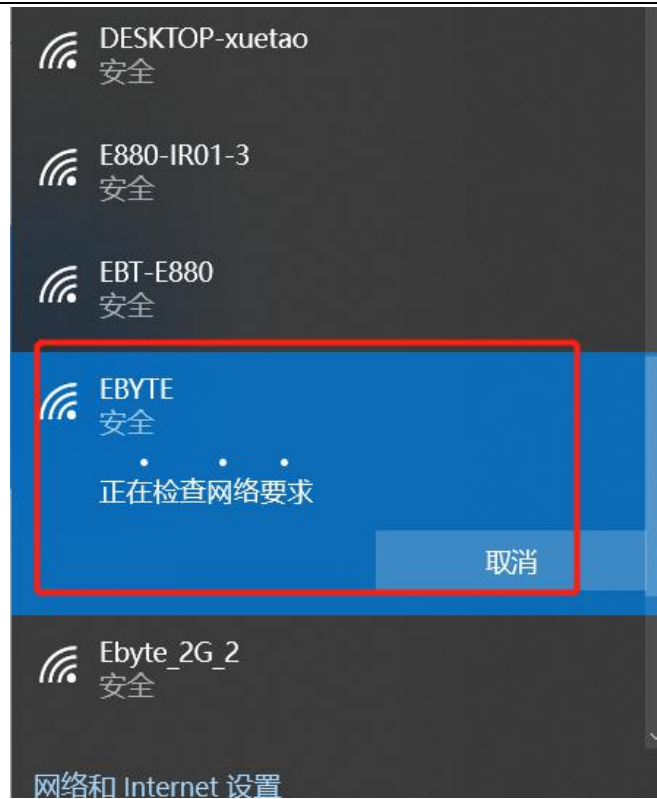 DESKTOP-xuetao
安全
E880-IR01-3
安全
EBT-E880
安全
EBYTE
安全
正在检查网络要求
取消
Ebyte_2G_2
安全
网络和 Internet 设置